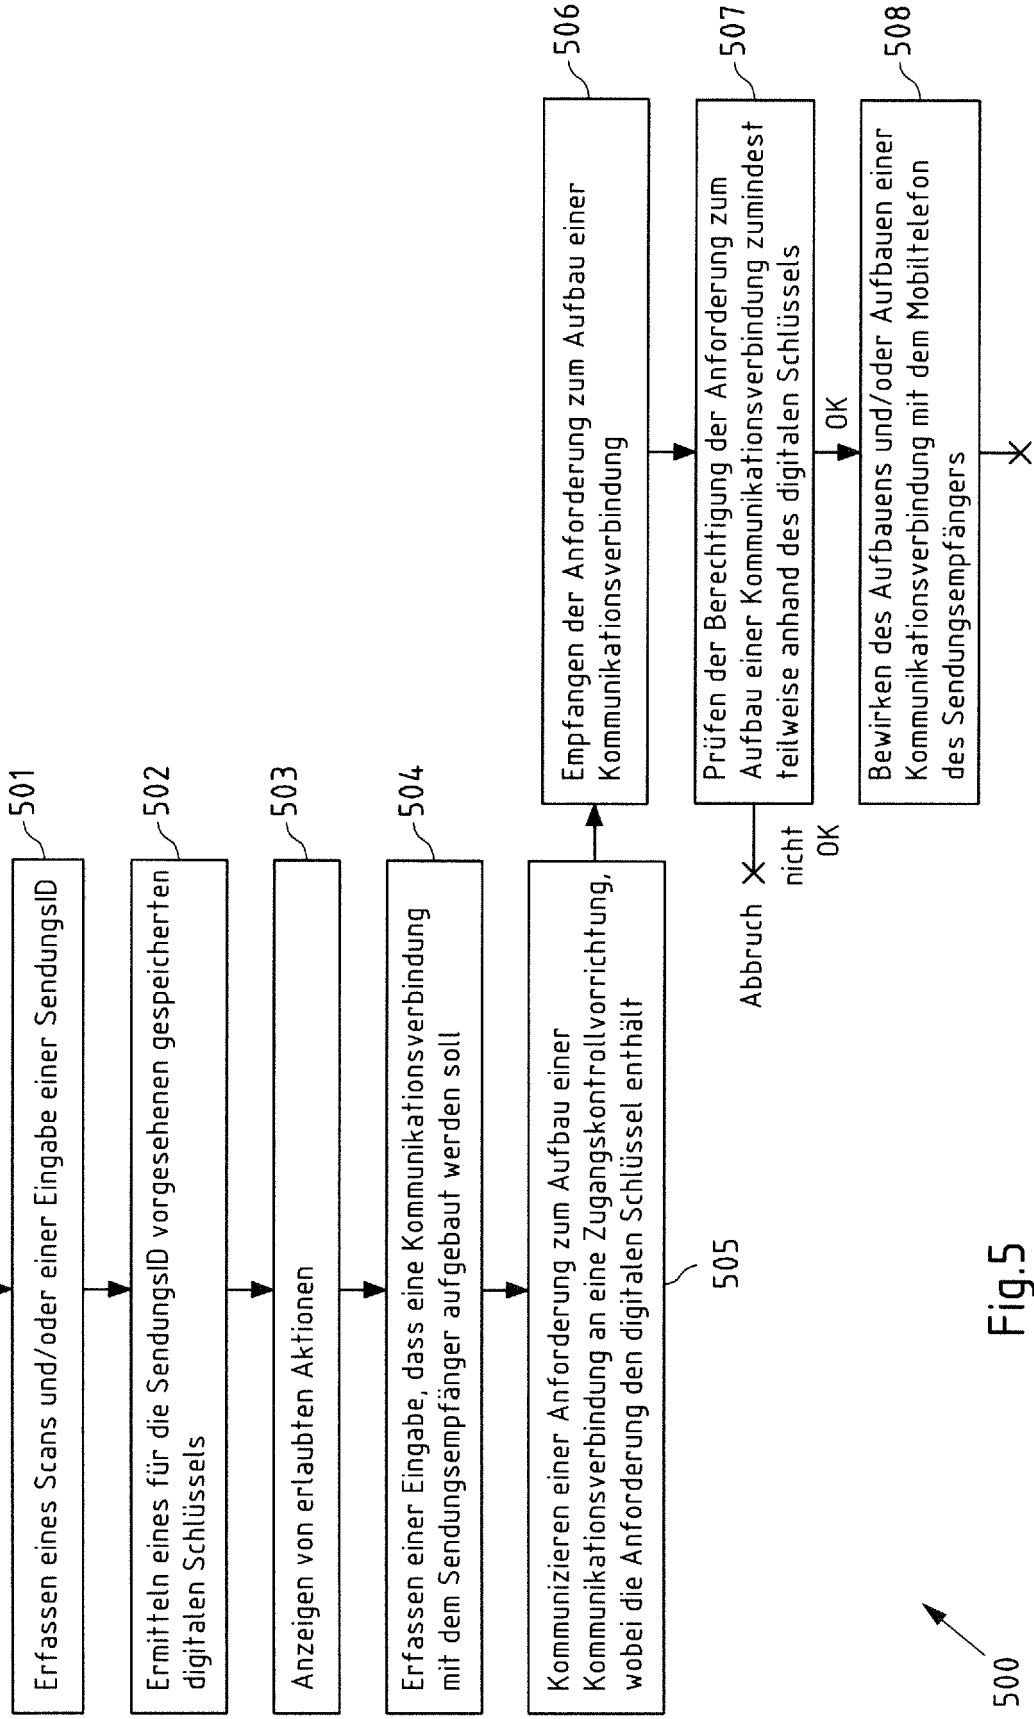 Erfassen eines Scans und/oder einer Eingabe einer SendungsID
501
Ermitteln eines für die SendungsID vorgesehenen gespeicherten
digitalen Schlüssels
502
Anzeigen von erlaubten Aktionen
503
Erfassen einer Eingabe, dass eine Kommunikationsverbindung
mit dem Sendungsempfänger aufgebaut werden soll
504
Kommunizieren einer Anforderung zum Aufbau einer
Kommunikationsverbindung an eine Zugangskontrollvorrichtung,
wobei die Anforderung den digitalen Schlüssel enthält
505
Empfangen der Anforderung zum Aufbau einer
Kommunikationsverbindung
506
Prüfen der Berechtigung der Anforderung zum
Aufbau einer Kommunikationsverbindung zumindest
teilweise anhand des digitalen Schlüssels
507
Abbruch
nicht
OK
OK
Bewirken des Aufbauens und/oder Aufbauen einer
Kommunikationsverbindung mit dem Mobiltelefon
des Sendungsempfängers
508
500
Fig.5